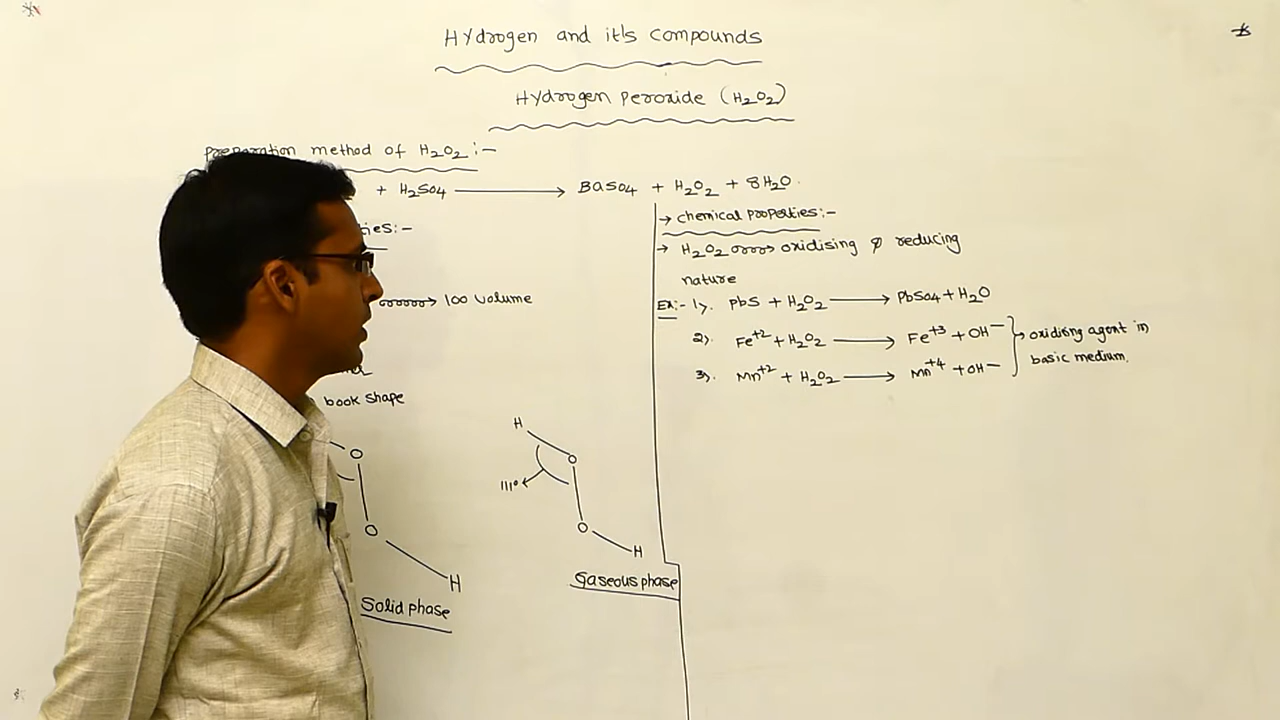 Hydrogen and it's compounds
Hydrogen peroxide (H2O2)
preparation method of H2O2 :-
+ H2SO4 ⟶ BaSO4 + H2O2 + 8H2O.
ies:-
→ 100 volume
book shape
O
O
H
Solid phase
H
O
111°
O
H
Gaseous phase
→ chemical properties:-
→ H2O2 → oxidising & reducing
nature
Ex:- 1). PbS + H2O2 ⟶ PbSO4 + H2O
2). Fe+2 + H2O2 ⟶ Fe+3 + OH−
3). Mn+2 + H2O2 ⟶ Mn+4 + OH−
→ oxidising agent in
basic medium.